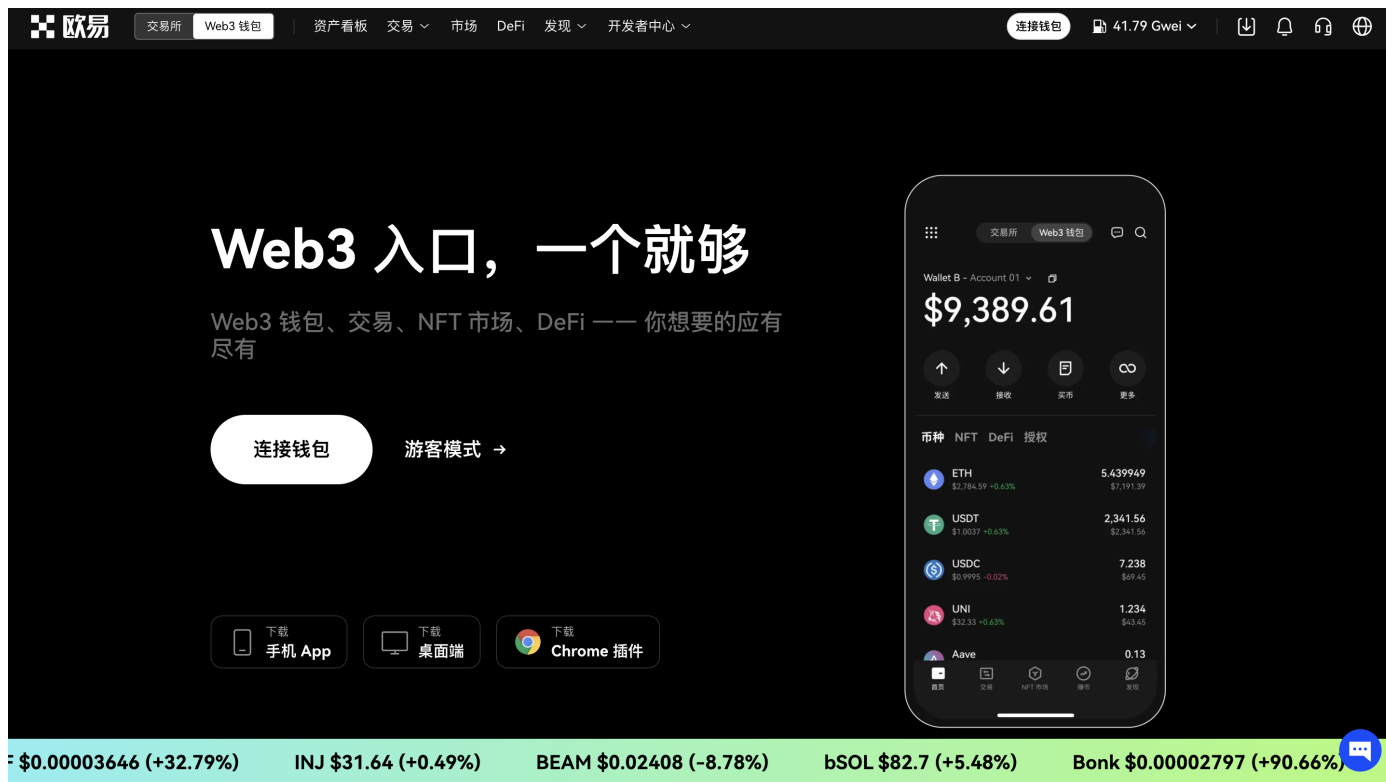 欧易 交易所 Web3 钱包 资产看板 交易 市场 DeFi 发现 开发者中心 连接钱包 41.79 Gwei
Web3 入口，一个就够
Web3 钱包、交易、NFT 市场、DeFi 一一 你想要的应有
尽有
连接钱包 游客模式 →
下载
手机 App
下载
桌面端
下载
Chrome 插件
交易所 Web3 钱包
Wallet B - Account 01
$9,389.61
发送 接收 买币 更多
币种 NFT DeFi 授权
ETH 5.439949
$2,784.59 +0.63% $7,191.39
USDT 2,341.56
$1.0037 +0.63% $2,341.56
USDC 7.238
$0.9995 -0.02% $69.45
UNI 1.234
$32.33 +0.63% $43.45
Aave 0.13
首页 交易 NFT 市场 赚币 发现
$0.00003646 (+32.79%) INJ $31.64 (+0.49%) BEAM $0.02408 (-8.78%) bSOL $82.7 (+5.48%) Bonk $0.00002797 (+90.66%)